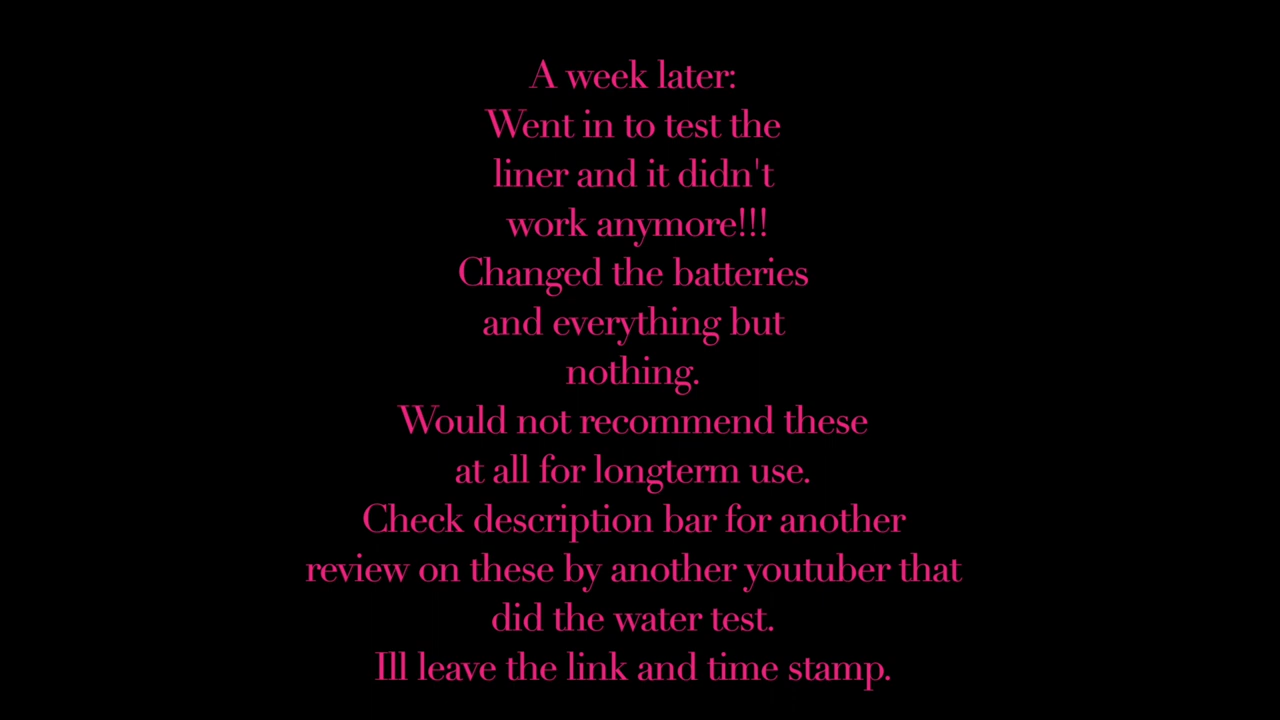 A week later:
Went in to test the
liner and it didn't
work anymore!!!
Changed the batteries
and everything but
nothing.
Would not recommend these
at all for longterm use.
Check description bar for another
review on these by another youtuber that
did the water test.
Ill leave the link and time stamp.